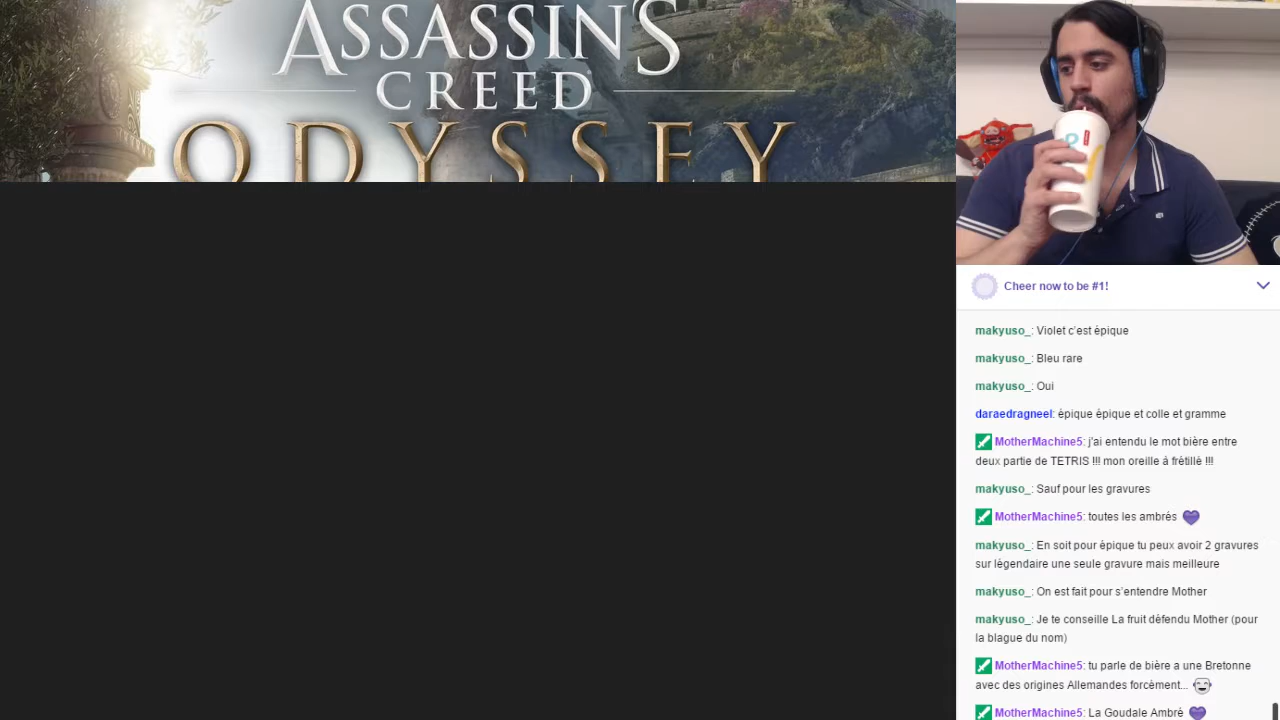 ASSASSIN'S
CREED
ODYSSEY
Cheer now to be #1!
makyuso_: Violet c'est épique
makyuso_: Bleu rare
makyuso_: Oui
daraedragneel: épique épique et colle et gramme
MotherMachine5: j'ai entendu le mot bière entre
deux partie de TETRIS !!! mon oreille à frétillé !!!
makyuso_: Sauf pour les gravures
MotherMachine5: toutes les ambrés
makyuso_: En soit pour épique tu peux avoir 2 gravures
sur légendaire une seule gravure mais meilleure
makyuso_: On est fait pour s'entendre Mother
makyuso_: Je te conseille La fruit défendu Mother (pour
la blague du nom)
MotherMachine5: tu parle de bière a une Bretonne
avec des origines Allemandes forcément...
MotherMachine5: La Goudale Ambré